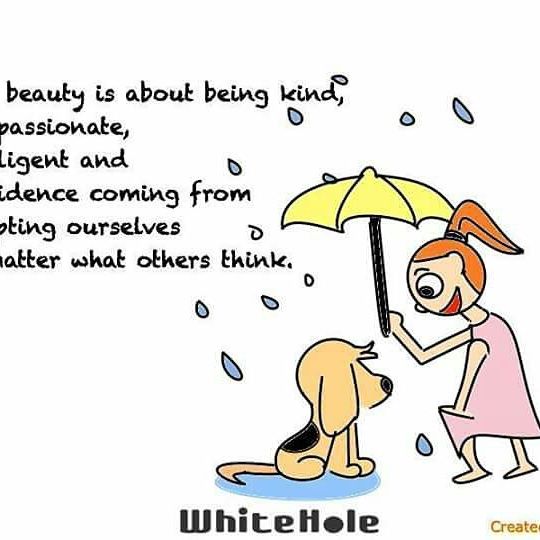 beauty is about being kind,
passionate,
ligent and
idence coming from
pting ourselves
atter what others think.
WhiteHole
Create